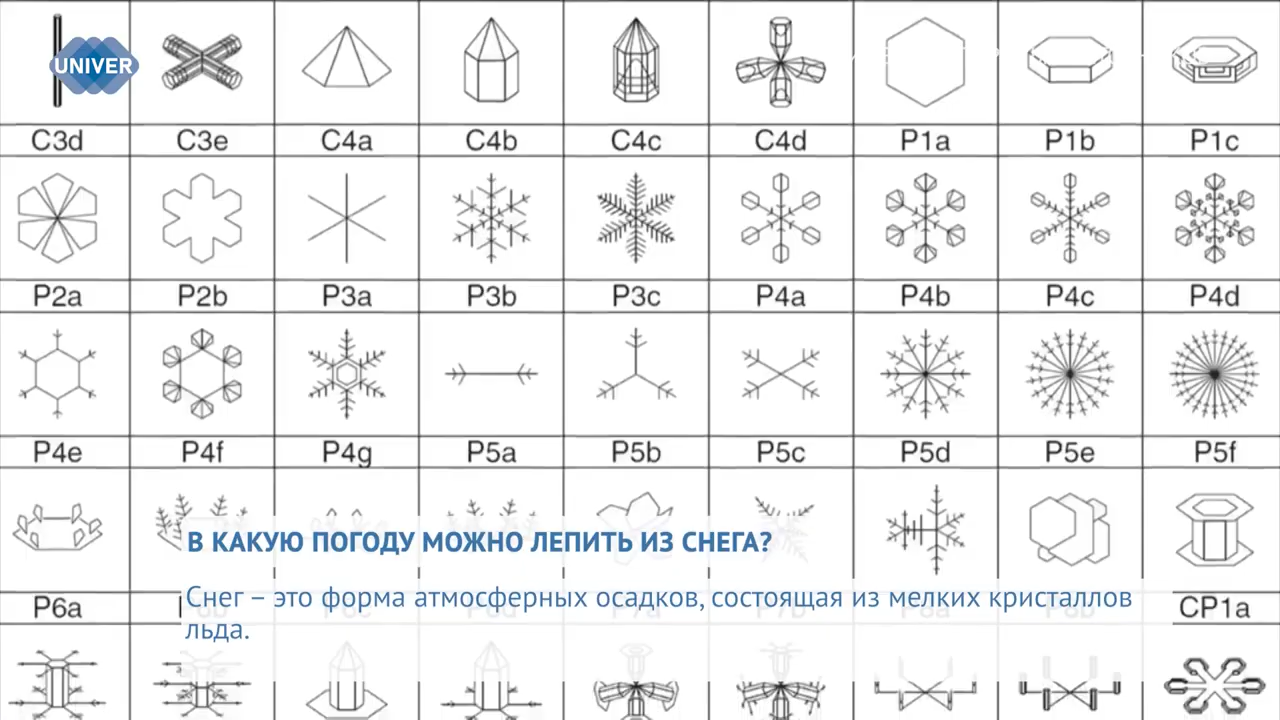 UNIVER
C3d C3e C4a C4b C4c C4d P1a P1b P1c
P2a P2b P3a P3b P3c P4a P4b P4c P4d
P4e P4f P4g P5a P5b P5c P5d P5e P5f
В КАКУЮ ПОГОДУ МОЖНО ЛЕПИТЬ ИЗ СНЕГА?
P6a CP1a
Снег – это форма атмосферных осадков, состоящая из мелких кристаллов
льда.